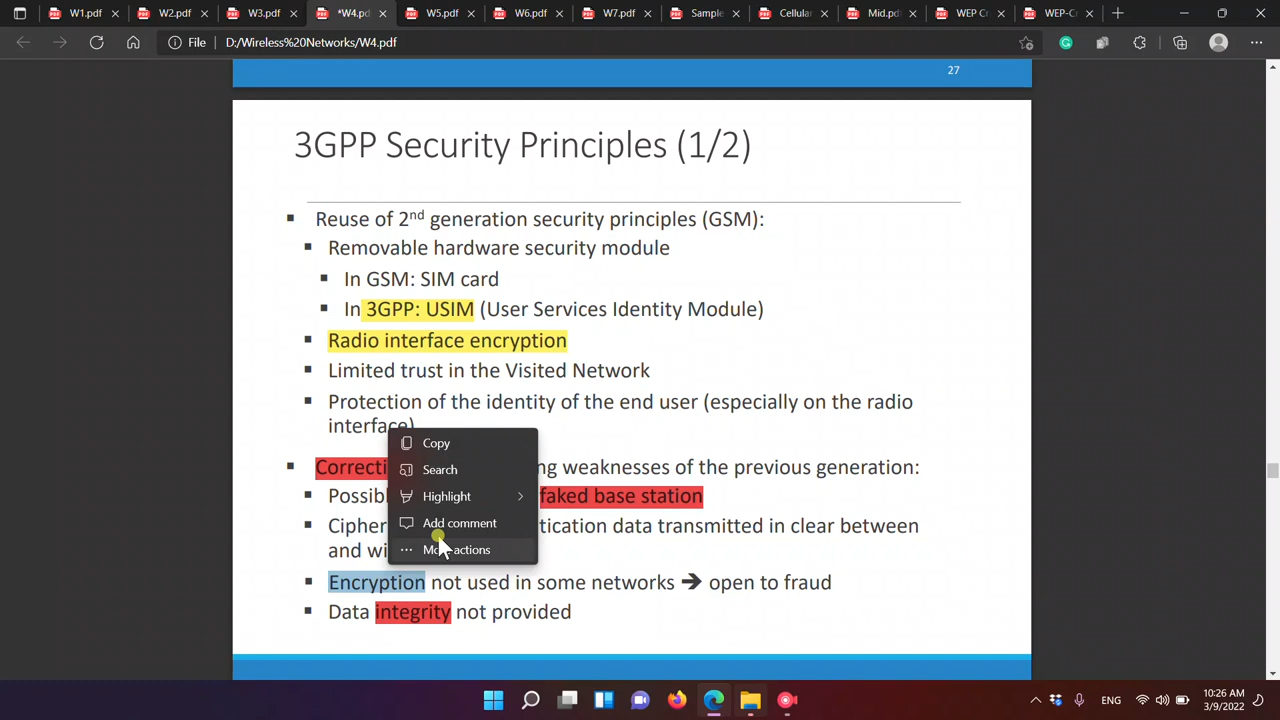 W1.pdf
W2.pdf
W3.pdf
*W4.pd
W5.pdf
W6.pdf
W7.pdf
Sample
Cellular
Mid.pdf
WEP Cr
WEP-Cr
File D:/Wireless%20Networks/W4.pdf
27
3GPP Security Principles (1/2)
▪ Reuse of 2nd generation security principles (GSM):
▪ Removable hardware security module
▪ In GSM: SIM card
▪ In 3GPP: USIM (User Services Identity Module)
▪ Radio interface encryption
▪ Limited trust in the Visited Network
▪ Protection of the identity of the end user (especially on the radio
interface)
Copy
Search
Highlight
Add comment
actions
▪ Correcti ng weaknesses of the previous generation:
▪ Possib faked base station
▪ Cipher tication data transmitted in clear between
and wi
▪ Encryption not used in some networks ➔ open to fraud
▪ Data integrity not provided
ENG
10:26 AM
3/9/2022